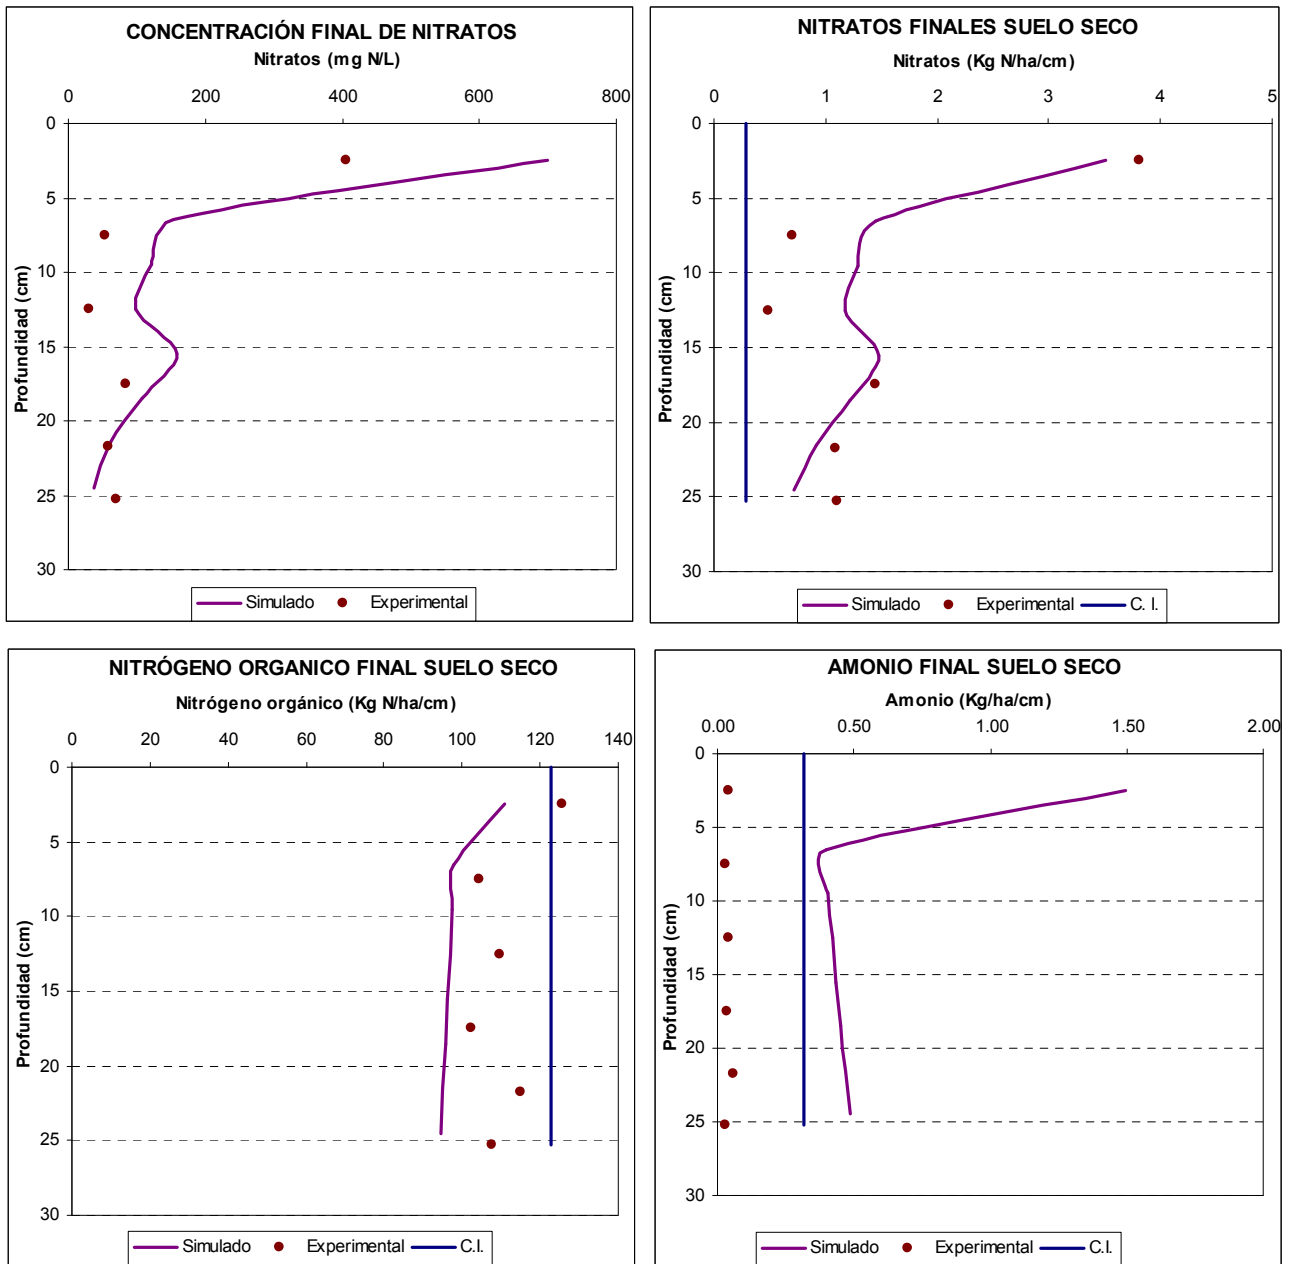 CONCENTRACIÓN FINAL DE NITRATOS
Nitratos (mg N/L)
0 200 400 600 800
0
5
10
15
20
25
30
Profundidad (cm)
Simulado Experimental
NITRATOS FINALES SUELO SECO
Nitratos (Kg N/ha/cm)
0 1 2 3 4 5
0
5
10
15
20
25
30
Profundidad (cm)
Simulado Experimental C. I.
NITRÓGENO ORGANICO FINAL SUELO SECO
Nitrógeno orgánico (Kg N/ha/cm)
0 20 40 60 80 100 120 140
0
5
10
15
20
25
30
Profundidad (cm)
Simulado Experimental C.I.
AMONIO FINAL SUELO SECO
Amonio (Kg/ha/cm)
0.00 0.50 1.00 1.50 2.00
0
5
10
15
20
25
30
Profundidad (cm)
Simulado Experimental C.I.